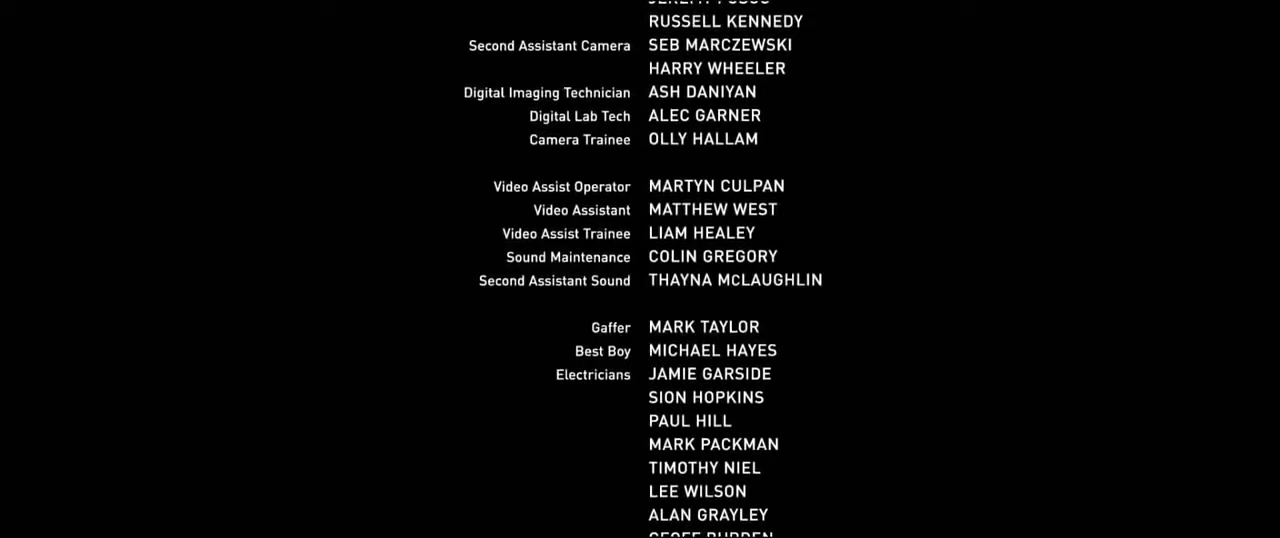 RUSSELL KENNEDY
Second Assistant Camera SEB MARCZEWSKI
HARRY WHEELER
Digital Imaging Technician ASH DANIYAN
Digital Lab Tech ALEC GARNER
Camera Trainee OLLY HALLAM
Video Assist Operator MARTYN CULPAN
Video Assistant MATTHEW WEST
Video Assist Trainee LIAM HEALEY
Sound Maintenance COLIN GREGORY
Second Assistant Sound THAYNA McLAUGHLIN
Gaffer MARK TAYLOR
Best Boy MICHAEL HAYES
Electricians JAMIE GARSIDE
SION HOPKINS
PAUL HILL
MARK PACKMAN
TIMOTHY NIEL
LEE WILSON
ALAN GRAYLEY